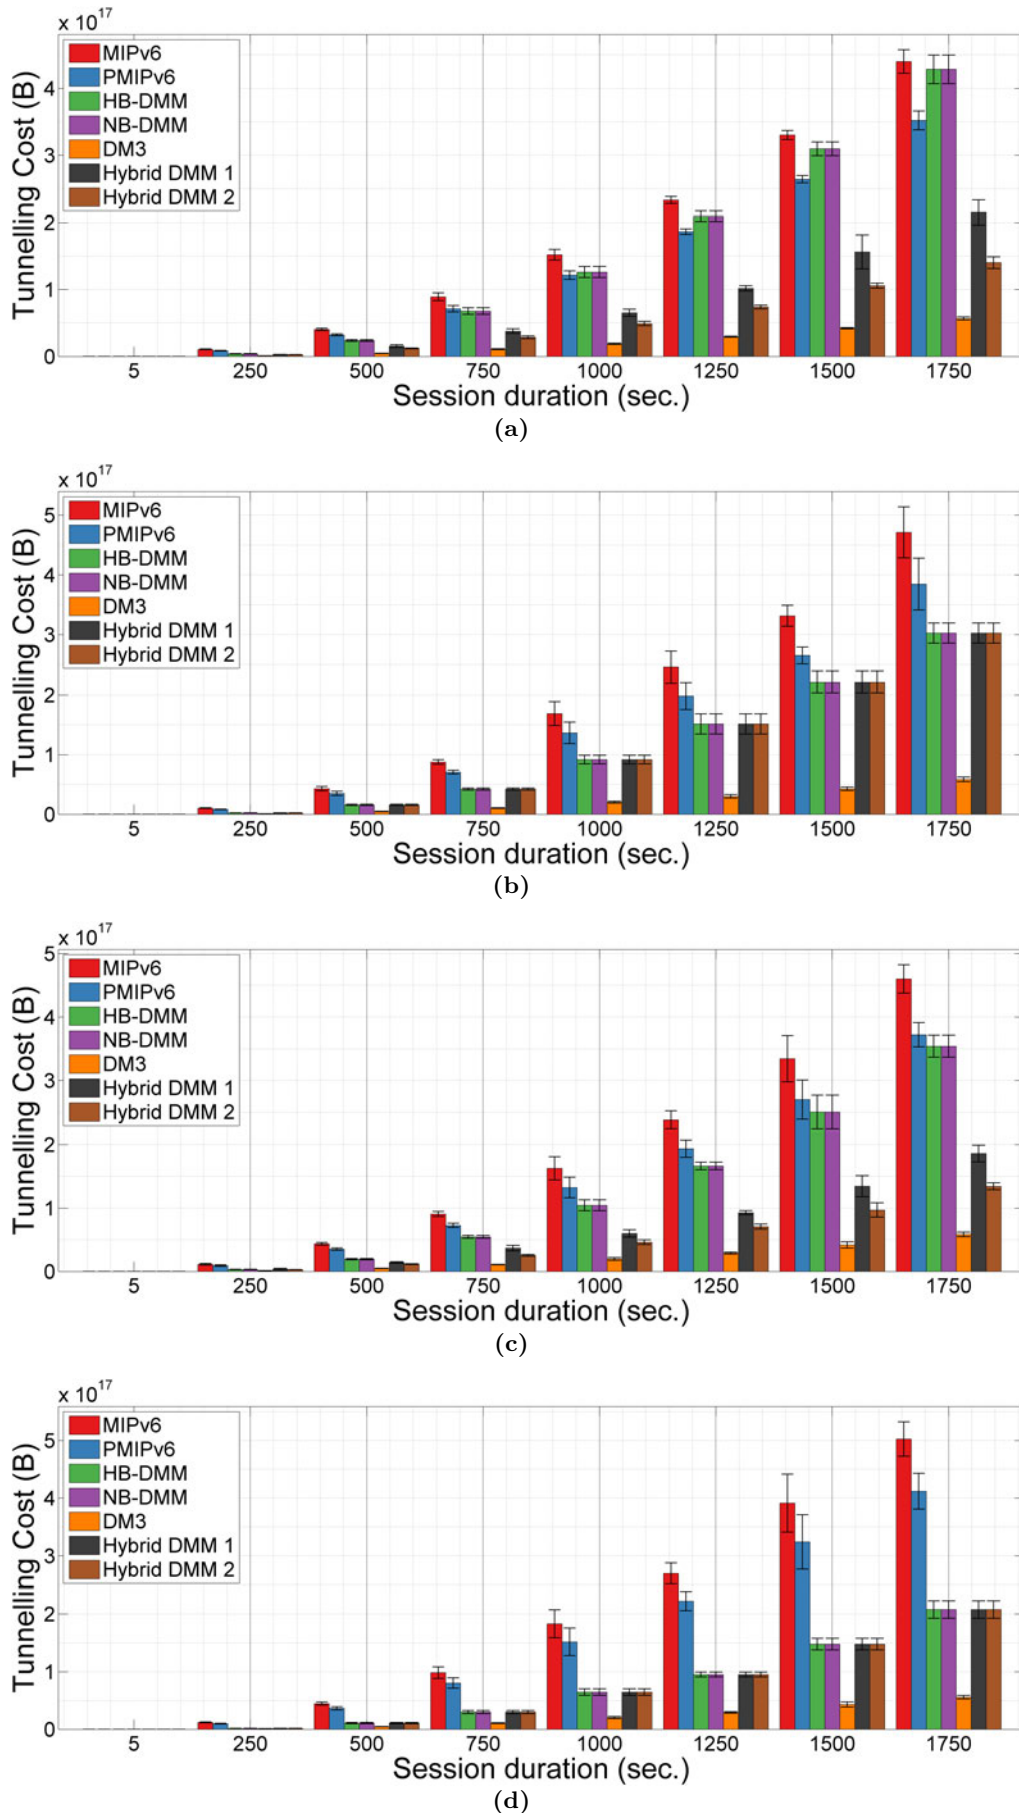 x 10^17
MIPv6
PMIPv6
HB-DMM
NB-DMM
DM3
Hybrid DMM 1
Hybrid DMM 2
Tunnelling Cost (B)
4
3
2
1
0
5 250 500 750 1000 1250 1500 1750
Session duration (sec.)
(a)
x 10^17
MIPv6
PMIPv6
HB-DMM
NB-DMM
DM3
Hybrid DMM 1
Hybrid DMM 2
Tunnelling Cost (B)
5
4
3
2
1
0
5 250 500 750 1000 1250 1500 1750
Session duration (sec.)
(b)
x 10^17
MIPv6
PMIPv6
HB-DMM
NB-DMM
DM3
Hybrid DMM 1
Hybrid DMM 2
Tunnelling Cost (B)
5
4
3
2
1
0
5 250 500 750 1000 1250 1500 1750
Session duration (sec.)
(c)
x 10^17
MIPv6
PMIPv6
HB-DMM
NB-DMM
DM3
Hybrid DMM 1
Hybrid DMM 2
Tunnelling Cost (B)
5
4
3
2
1
0
5 250 500 750 1000 1250 1500 1750
Session duration (sec.)
(d)